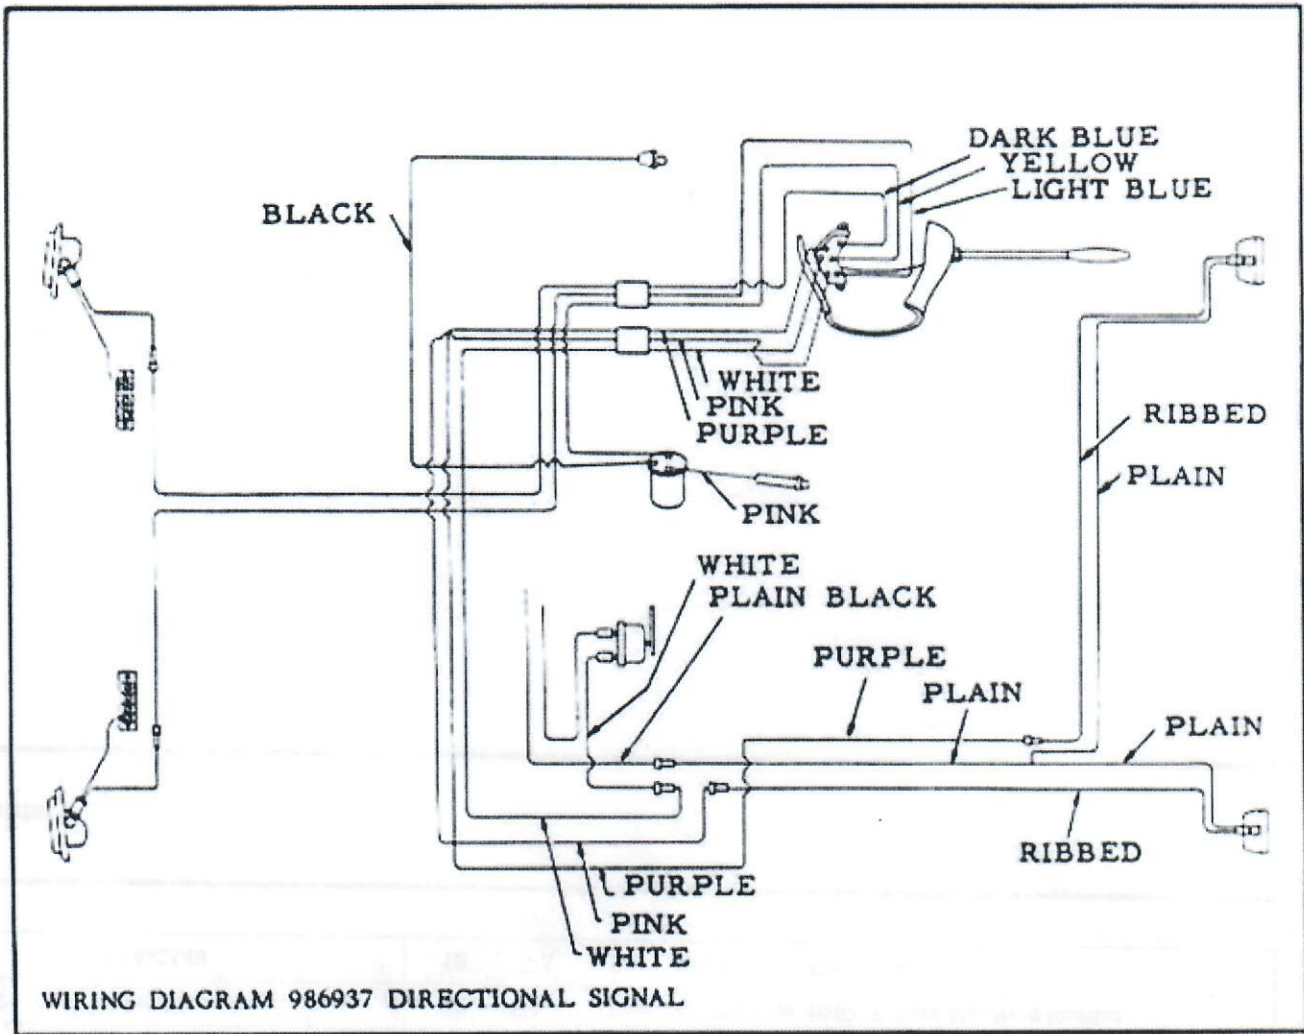 DARK BLUE
YELLOW
LIGHT BLUE
BLACK
WHITE
PINK
PURPLE
RIBBED
PLAIN
PINK
WHITE
PLAIN BLACK
PURPLE
PLAIN
PLAIN
RIBBED
PURPLE
PINK
WHITE
WIRING DIAGRAM 986937 DIRECTIONAL SIGNAL